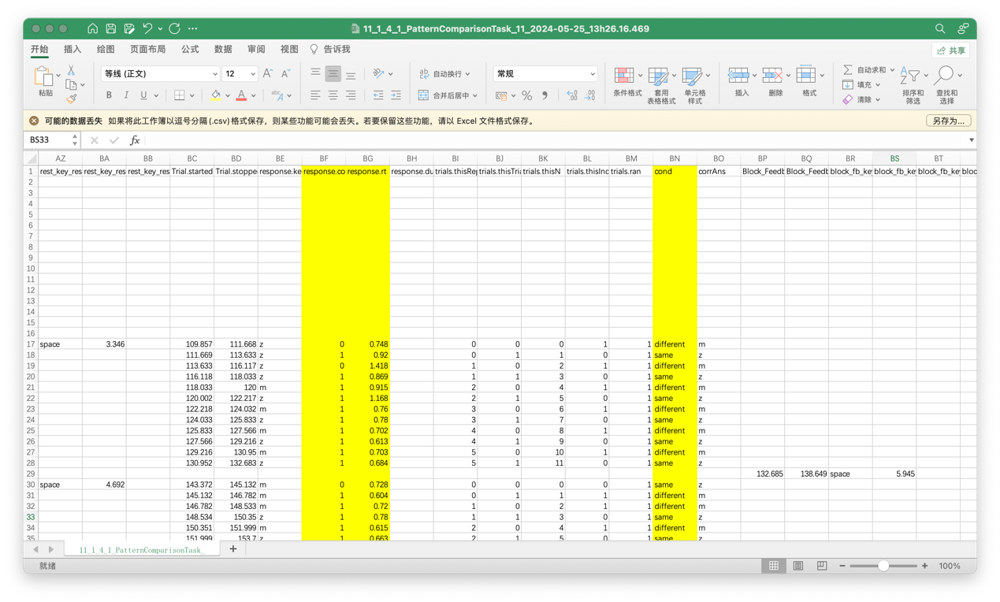 11_1_4_1_PatternComparisonTask_11_2024-05-25_13h26.16.469
开始 插入 绘图 页面布局 公式 数据 审阅 视图 告诉我 共享
粘贴 等线 (正文) 12 自动换行 常规 条件格式 套用 表格格式 单元格 样式 插入 删除 格式 自动求和 填充 清除 排序和 筛选 查找和 选择
B I U 合并后居中
可能的数据丢失 如果将此工作簿以逗号分隔 (.csv) 格式保存，则某些功能可能会丢失。若要保留这些功能，请以 Excel 文件格式保存。 另存为...
BS33 fx
AZ BA BB BC BD BE BF BG BH BI BJ BK BL BM BN BO BP BQ BR BS BT
1 rest_key_res rest_key_res rest_key_res Trial.started Trial.stoppe response.ke response.co response.rt response.du trials.thisRep trials.thisTria trials.thisN trials.thisInc trials.ran cond corrAns Block_Feedb Block_Feedb block_fb_key block_fb_key block_fb_key bloc
2
3
4
5
6
7
8
9
10
11
12
13
14
15
16
17 space 3.346 109.857 111.668 z 0 0.748 0 0 0 1 1 different m
18 111.669 113.633 z 1 0.92 0 1 1 0 1 same z
19 113.633 116.117 z 0 1.418 1 0 2 1 1 different m
20 116.118 118.033 z 1 0.869 1 1 3 0 1 same z
21 118.033 120 m 1 0.915 2 0 4 1 1 different m
22 120.002 122.217 z 1 1.168 2 1 5 0 1 same z
23 122.218 124.032 m 1 0.76 3 0 6 1 1 different m
24 124.033 125.833 z 1 0.78 3 1 7 0 1 same z
25 125.833 127.566 m 1 0.702 4 0 8 1 1 different m
26 127.566 129.216 z 1 0.613 4 1 9 0 1 same z
27 129.216 130.95 m 1 0.703 5 0 10 1 1 different m
28 130.952 132.683 z 1 0.684 5 1 11 0 1 same z
29 132.685 138.649 space 5.945
30 space 4.692 143.372 145.132 m 0 0.728 0 0 0 0 1 same z
31 145.132 146.782 m 1 0.604 0 1 1 1 1 different m
32 146.782 148.533 m 1 0.72 1 0 2 1 1 different m
33 148.534 150.35 z 1 0.78 1 1 3 0 1 same z
34 150.351 151.999 m 1 0.615 2 0 4 1 1 different m
35 151.999 153.7 z 1 0.663 2 1 5 0 1 same z
11_1_4_1_PatternComparisonTask_
就绪 100%